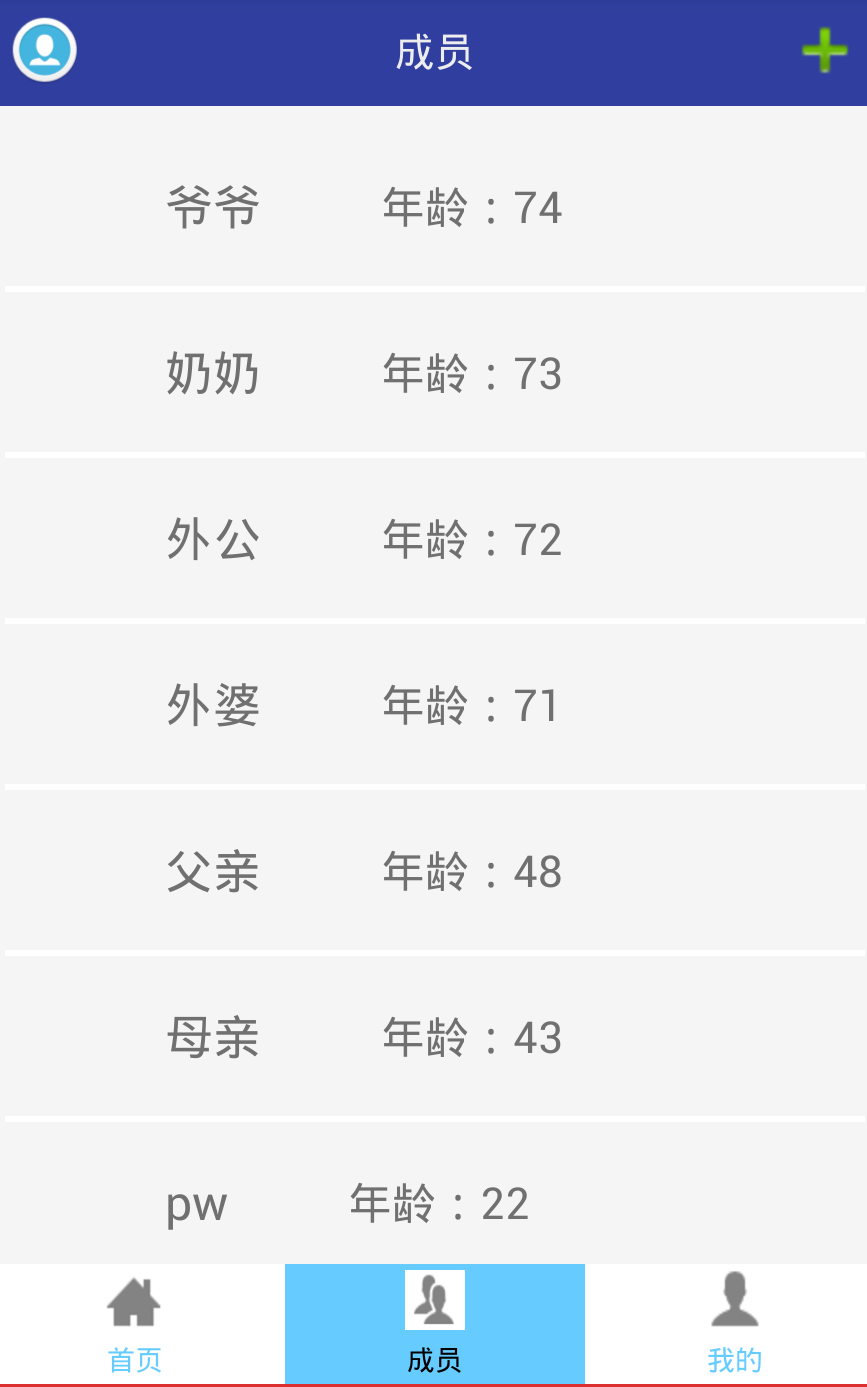 成员
爷爷 年龄：74
奶奶 年龄：73
外公 年龄：72
外婆 年龄：71
父亲 年龄：48
母亲 年龄：43
pw 年龄：22
首页 成员 我的